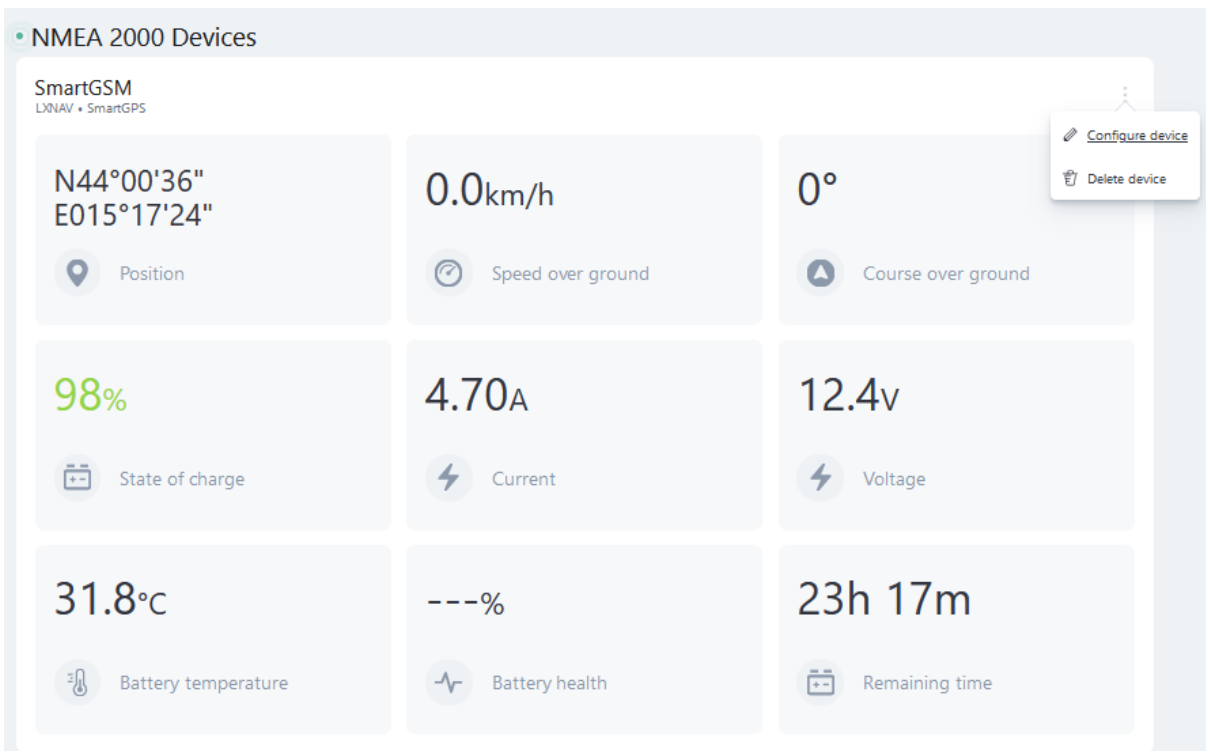 NMEA 2000 Devices
SmartGSM
LXNAV • SmartGPS
Configure device
Delete device
N44°00'36"
E015°17'24"
Position
0.0km/h
Speed over ground
0°
Course over ground
98%
State of charge
4.70A
Current
12.4V
Voltage
31.8°C
Battery temperature
---%
Battery health
23h 17m
Remaining time